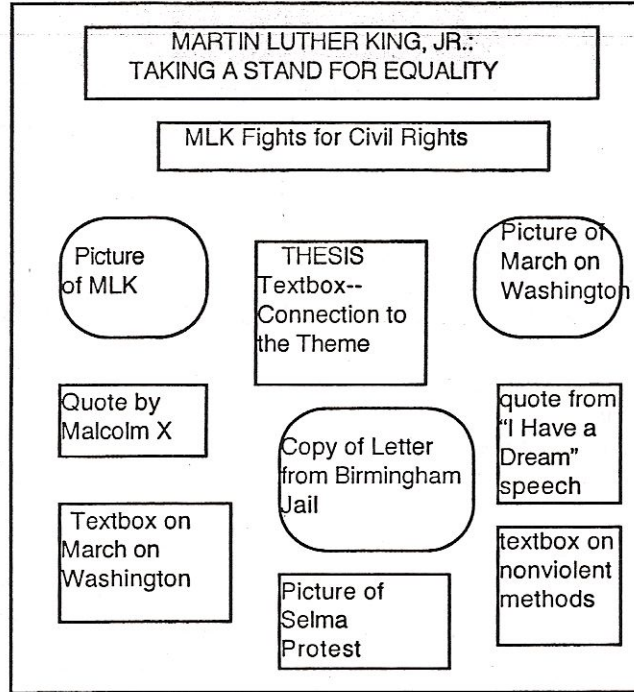 MARTIN LUTHER KING, JR.:
TAKING A STAND FOR EQUALITY
MLK Fights for Civil Rights
Picture
of MLK
THESIS
Textbox--
Connection to
the Theme
Picture of
March on
Washington
Quote by
Malcolm X
Copy of Letter
from Birmingham
Jail
quote from
“I Have a
Dream”
speech
Textbox on
March on
Washington
Picture of
Selma
Protest
textbox on
nonviolent
methods